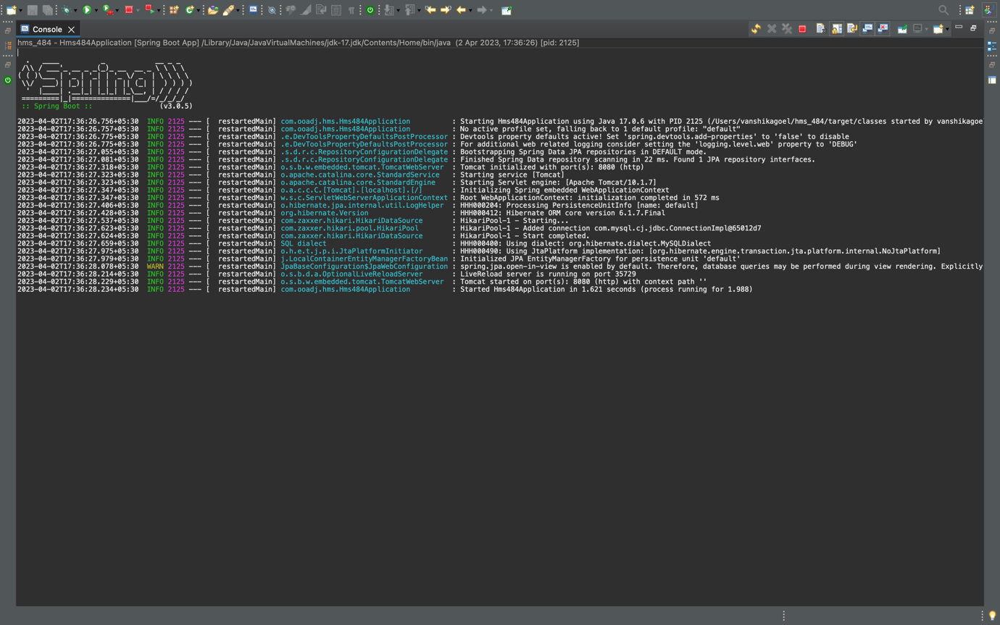 Console
hms_484 - Hms484Application [Spring Boot App] /Library/Java/JavaVirtualMachines/jdk-17.jdk/Contents/Home/bin/java (2 Apr 2023, 17:36:26) [pid: 2125]
:: Spring Boot :: (v3.0.5)
2023-04-02T17:36:26.756+05:30 INFO 2125 --- [ restartedMain] com.ooadj.hms.Hms484Application : Starting Hms484Application using Java 17.0.6 with PID 2125 (/Users/vanshikagoel/hms_484/target/classes started by vanshikagoe
2023-04-02T17:36:26.757+05:30 INFO 2125 --- [ restartedMain] com.ooadj.hms.Hms484Application : No active profile set, falling back to 1 default profile: "default"
2023-04-02T17:36:26.775+05:30 INFO 2125 --- [ restartedMain] .e.DevToolsPropertyDefaultsPostProcessor : Devtools property defaults active! Set 'spring.devtools.add-properties' to 'false' to disable
2023-04-02T17:36:26.775+05:30 INFO 2125 --- [ restartedMain] .e.DevToolsPropertyDefaultsPostProcessor : For additional web related logging consider setting the 'logging.level.web' property to 'DEBUG'
2023-04-02T17:36:27.055+05:30 INFO 2125 --- [ restartedMain] .s.d.r.c.RepositoryConfigurationDelegate : Bootstrapping Spring Data JPA repositories in DEFAULT mode.
2023-04-02T17:36:27.081+05:30 INFO 2125 --- [ restartedMain] .s.d.r.c.RepositoryConfigurationDelegate : Finished Spring Data repository scanning in 22 ms. Found 1 JPA repository interfaces.
2023-04-02T17:36:27.318+05:30 INFO 2125 --- [ restartedMain] o.s.b.w.embedded.tomcat.TomcatWebServer : Tomcat initialized with port(s): 8080 (http)
2023-04-02T17:36:27.323+05:30 INFO 2125 --- [ restartedMain] o.apache.catalina.core.StandardService : Starting service [Tomcat]
2023-04-02T17:36:27.323+05:30 INFO 2125 --- [ restartedMain] o.apache.catalina.core.StandardEngine : Starting Servlet engine: [Apache Tomcat/10.1.7]
2023-04-02T17:36:27.347+05:30 INFO 2125 --- [ restartedMain] o.a.c.c.C.[Tomcat].[localhost].[/] : Initializing Spring embedded WebApplicationContext
2023-04-02T17:36:27.347+05:30 INFO 2125 --- [ restartedMain] w.s.c.ServletWebServerApplicationContext : Root WebApplicationContext: initialization completed in 572 ms
2023-04-02T17:36:27.406+05:30 INFO 2125 --- [ restartedMain] o.hibernate.jpa.internal.util.LogHelper : HHH000204: Processing PersistenceUnitInfo [name: default]
2023-04-02T17:36:27.428+05:30 INFO 2125 --- [ restartedMain] org.hibernate.Version : HHH000412: Hibernate ORM core version 6.1.7.Final
2023-04-02T17:36:27.537+05:30 INFO 2125 --- [ restartedMain] com.zaxxer.hikari.HikariDataSource : HikariPool-1 - Starting...
2023-04-02T17:36:27.623+05:30 INFO 2125 --- [ restartedMain] com.zaxxer.hikari.pool.HikariPool : HikariPool-1 - Added connection com.mysql.cj.jdbc.ConnectionImpl@65012d7
2023-04-02T17:36:27.624+05:30 INFO 2125 --- [ restartedMain] com.zaxxer.hikari.HikariDataSource : HikariPool-1 - Start completed.
2023-04-02T17:36:27.659+05:30 INFO 2125 --- [ restartedMain] SQL dialect : HHH000400: Using dialect: org.hibernate.dialect.MySQLDialect
2023-04-02T17:36:27.975+05:30 INFO 2125 --- [ restartedMain] o.h.e.t.j.p.i.JtaPlatformInitiator : HHH000490: Using JtaPlatform implementation: [org.hibernate.engine.transaction.jta.platform.internal.NoJtaPlatform]
2023-04-02T17:36:27.979+05:30 INFO 2125 --- [ restartedMain] j.LocalContainerEntityManagerFactoryBean : Initialized JPA EntityManagerFactory for persistence unit 'default'
2023-04-02T17:36:28.078+05:30 WARN 2125 --- [ restartedMain] JpaBaseConfiguration$JpaWebConfiguration : spring.jpa.open-in-view is enabled by default. Therefore, database queries may be performed during view rendering. Explicitly
2023-04-02T17:36:28.214+05:30 INFO 2125 --- [ restartedMain] o.s.b.d.a.OptionalLiveReloadServer : LiveReload server is running on port 35729
2023-04-02T17:36:28.229+05:30 INFO 2125 --- [ restartedMain] o.s.b.w.embedded.tomcat.TomcatWebServer : Tomcat started on port(s): 8080 (http) with context path ''
2023-04-02T17:36:28.234+05:30 INFO 2125 --- [ restartedMain] com.ooadj.hms.Hms484Application : Started Hms484Application in 1.621 seconds (process running for 1.988)